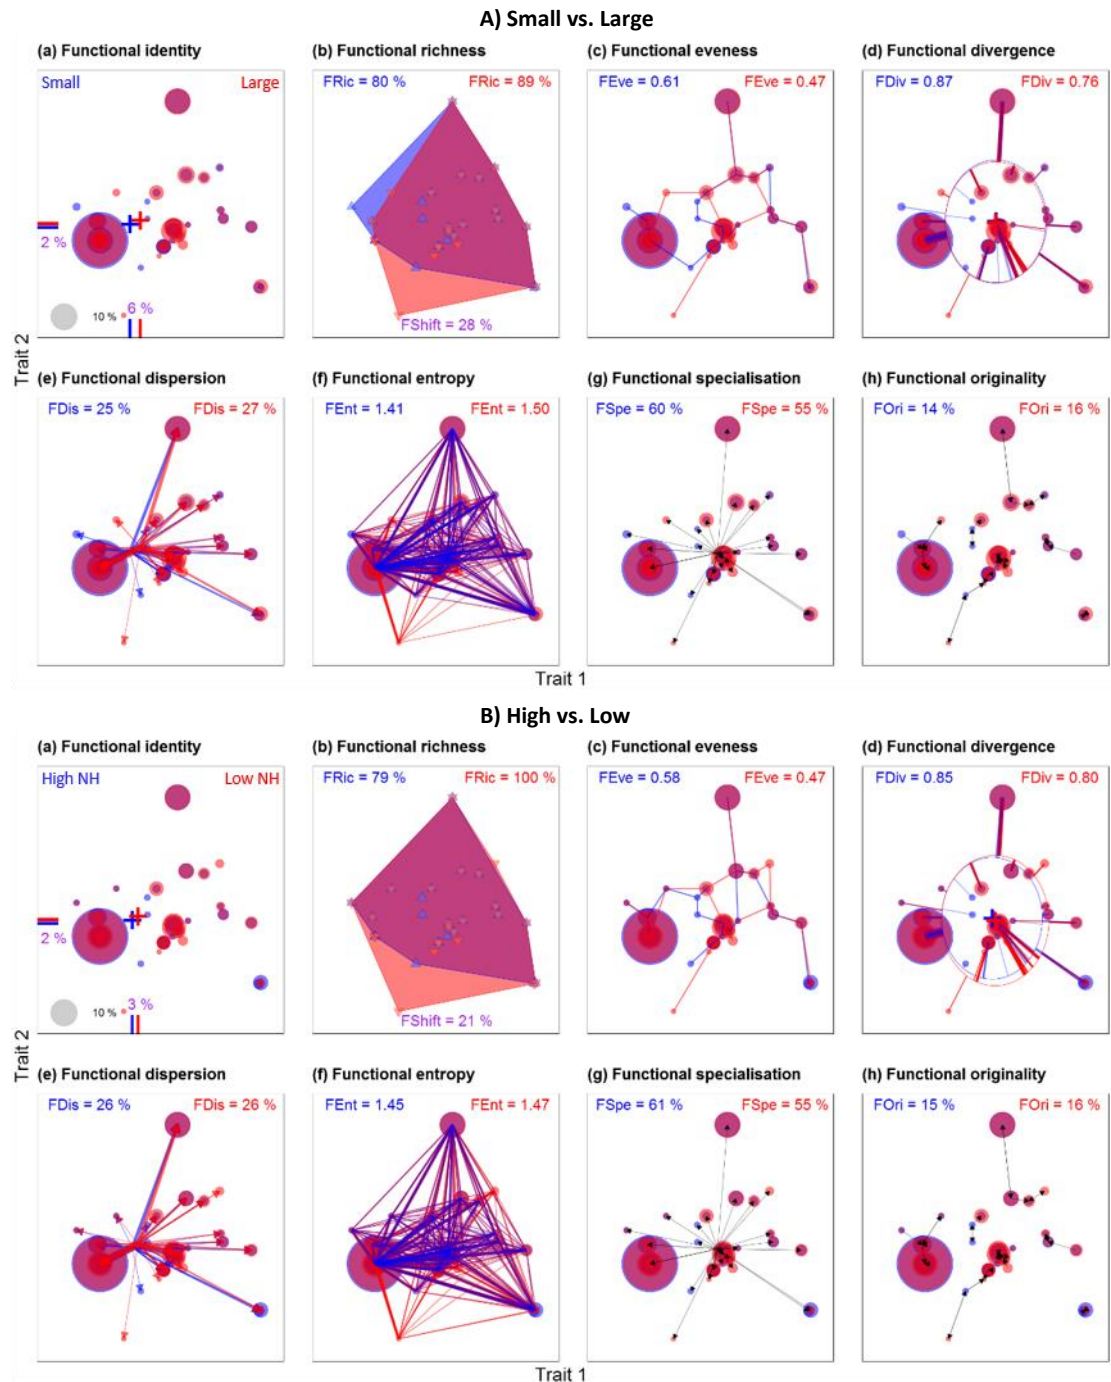 A) Small vs. Large
(a) Functional identity
(b) Functional richness
(c) Functional eveness
(d) Functional divergence
Small
Large
FRic = 80 %
FRic = 89 %
FEve = 0.61
FEve = 0.47
FDiv = 0.87
FDiv = 0.76
2 %
6 %
10 %
FShift = 28 %
Trait 2
(e) Functional dispersion
(f) Functional entropy
(g) Functional specialisation
(h) Functional originality
FDis = 25 %
FDis = 27 %
FEnt = 1.41
FEnt = 1.50
FSpe = 60 %
FSpe = 55 %
FOri = 14 %
FOri = 16 %
Trait 1
B) High vs. Low
(a) Functional identity
(b) Functional richness
(c) Functional eveness
(d) Functional divergence
High NH
Low NH
FRic = 79 %
FRic = 100 %
FEve = 0.58
FEve = 0.47
FDiv = 0.85
FDiv = 0.80
2 %
3 %
10 %
FShift = 21 %
Trait 2
(e) Functional dispersion
(f) Functional entropy
(g) Functional specialisation
(h) Functional originality
FDis = 26 %
FDis = 26 %
FEnt = 1.45
FEnt = 1.47
FSpe = 61 %
FSpe = 55 %
FOri = 15 %
FOri = 16 %
Trait 1